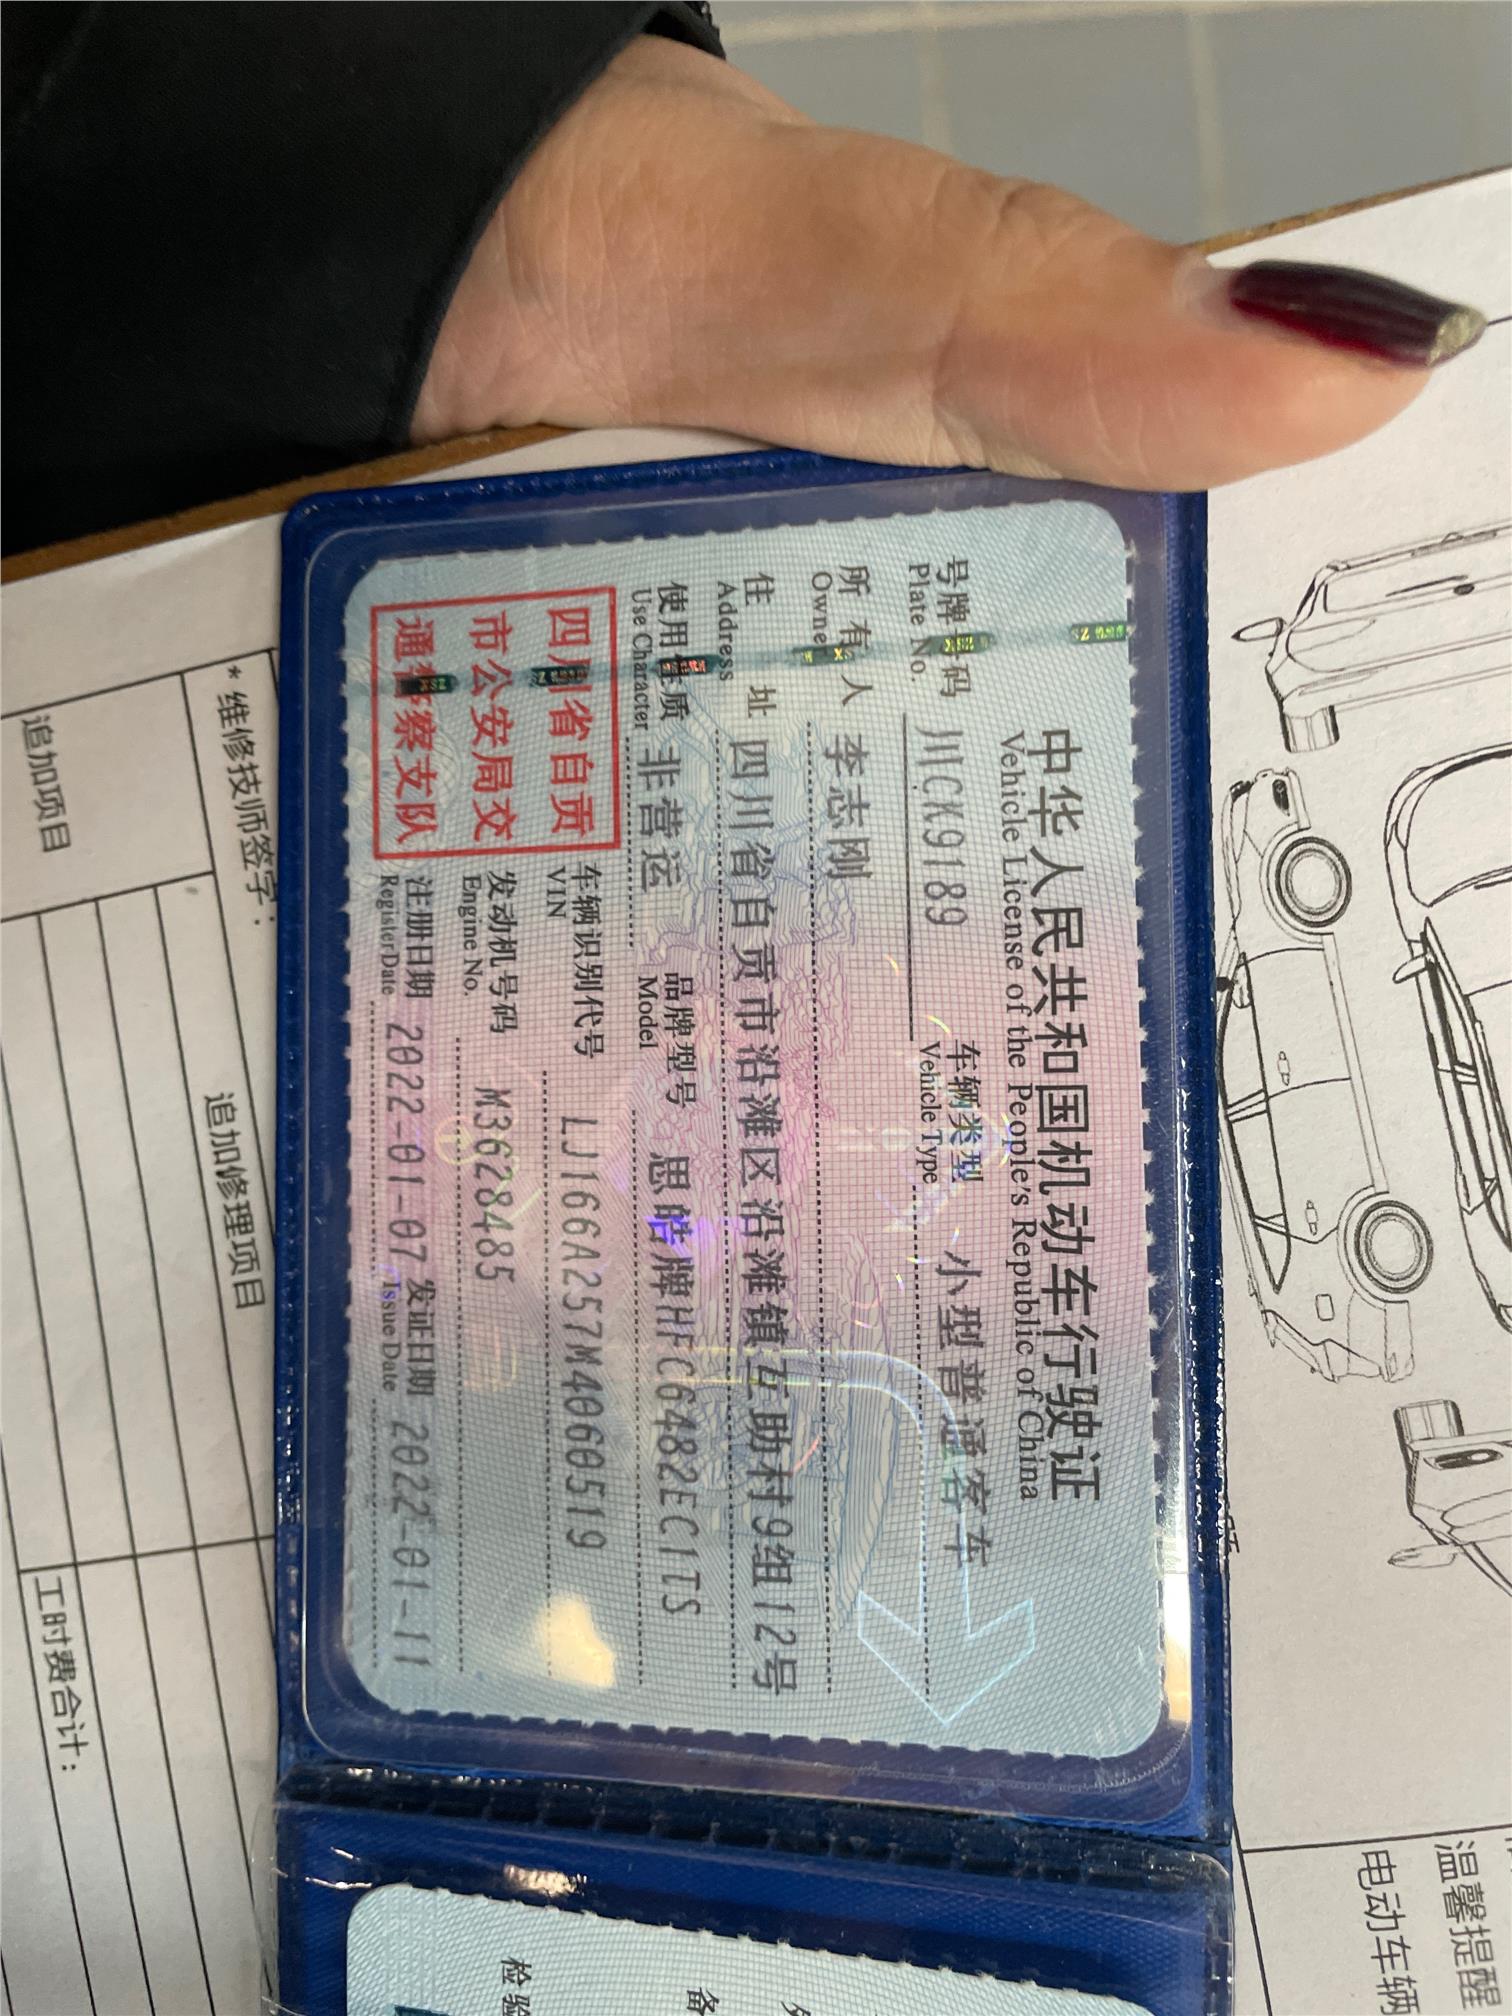 中华人民共和国机动车行驶证
Vehicle License of the People's Republic of China
号牌号码 川CK9189 车辆类型 小型普通客车
Plate No. Vehicle Type
所有人 李志刚
Owner
住址 四川省自贡市沿滩区沿滩镇互助村9组12号
Address
使用性质 非营运 品牌型号 思皓牌HFC6482EC1TS
Use Character Model
四川省自贡
市公安局交
通警察支队
车辆识别代号 LJ166A257M4060519
VIN
发动机号码 M3628485
Engine No.
注册日期 2022-01-07 发证日期 2022-01-11
Register Date Issue Date
检验
备
温馨提醒
电动车辆
*维修技师签字：
追加修理项目
追加项目
工时费合计：